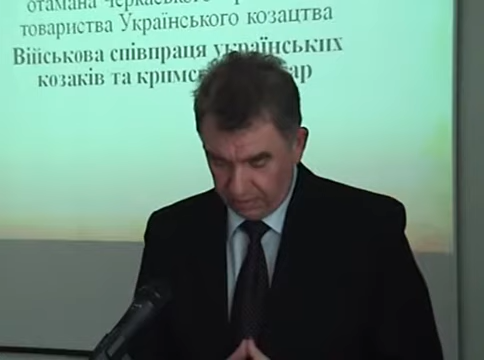 отамана Черкаського
товариства Українського козацтва
Військова співпраця українських
козаків та